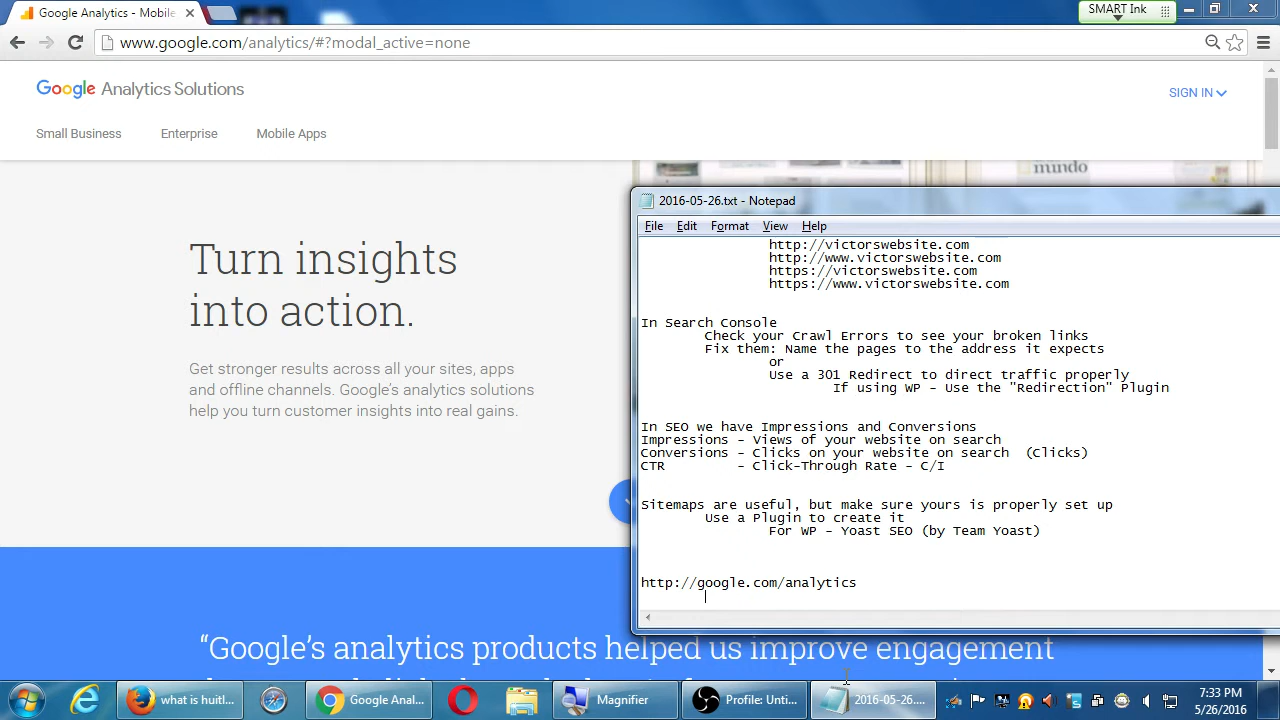 Google Analytics - Mobile
SMART Ink
www.google.com/analytics/#?modal_active=none
Google Analytics Solutions
SIGN IN
Small Business Enterprise Mobile Apps
mindo
2016-05-26.txt - Notepad
File Edit Format View Help
http://victorswebsite.com
http://www.victorswebsite.com
https://victorswebsite.com
https://www.victorswebsite.com
Turn insights
into action.
Get stronger results across all your sites, apps
and offline channels. Google's analytics solutions
help you turn customer insights into real gains.
In Search Console
Check your Crawl Errors to see your broken links
Fix them: Name the pages to the address it expects
or
Use a 301 Redirect to direct traffic properly
If using WP - Use the "Redirection" Plugin
In SEO we have Impressions and Conversions
Impressions - Views of your website on search
Conversions - Clicks on your website on search (Clicks)
CTR - Click-Through Rate - C/I
Sitemaps are useful, but make sure yours is properly set up
Use a Plugin to create it
For WP - Yoast SEO (by Team Yoast)
http://google.com/analytics
“Google’s analytics products helped us improve engagement
what is huitl...
Google Anal...
Magnifier
Profile: Unti...
2016-05-26....
7:33 PM
5/26/2016